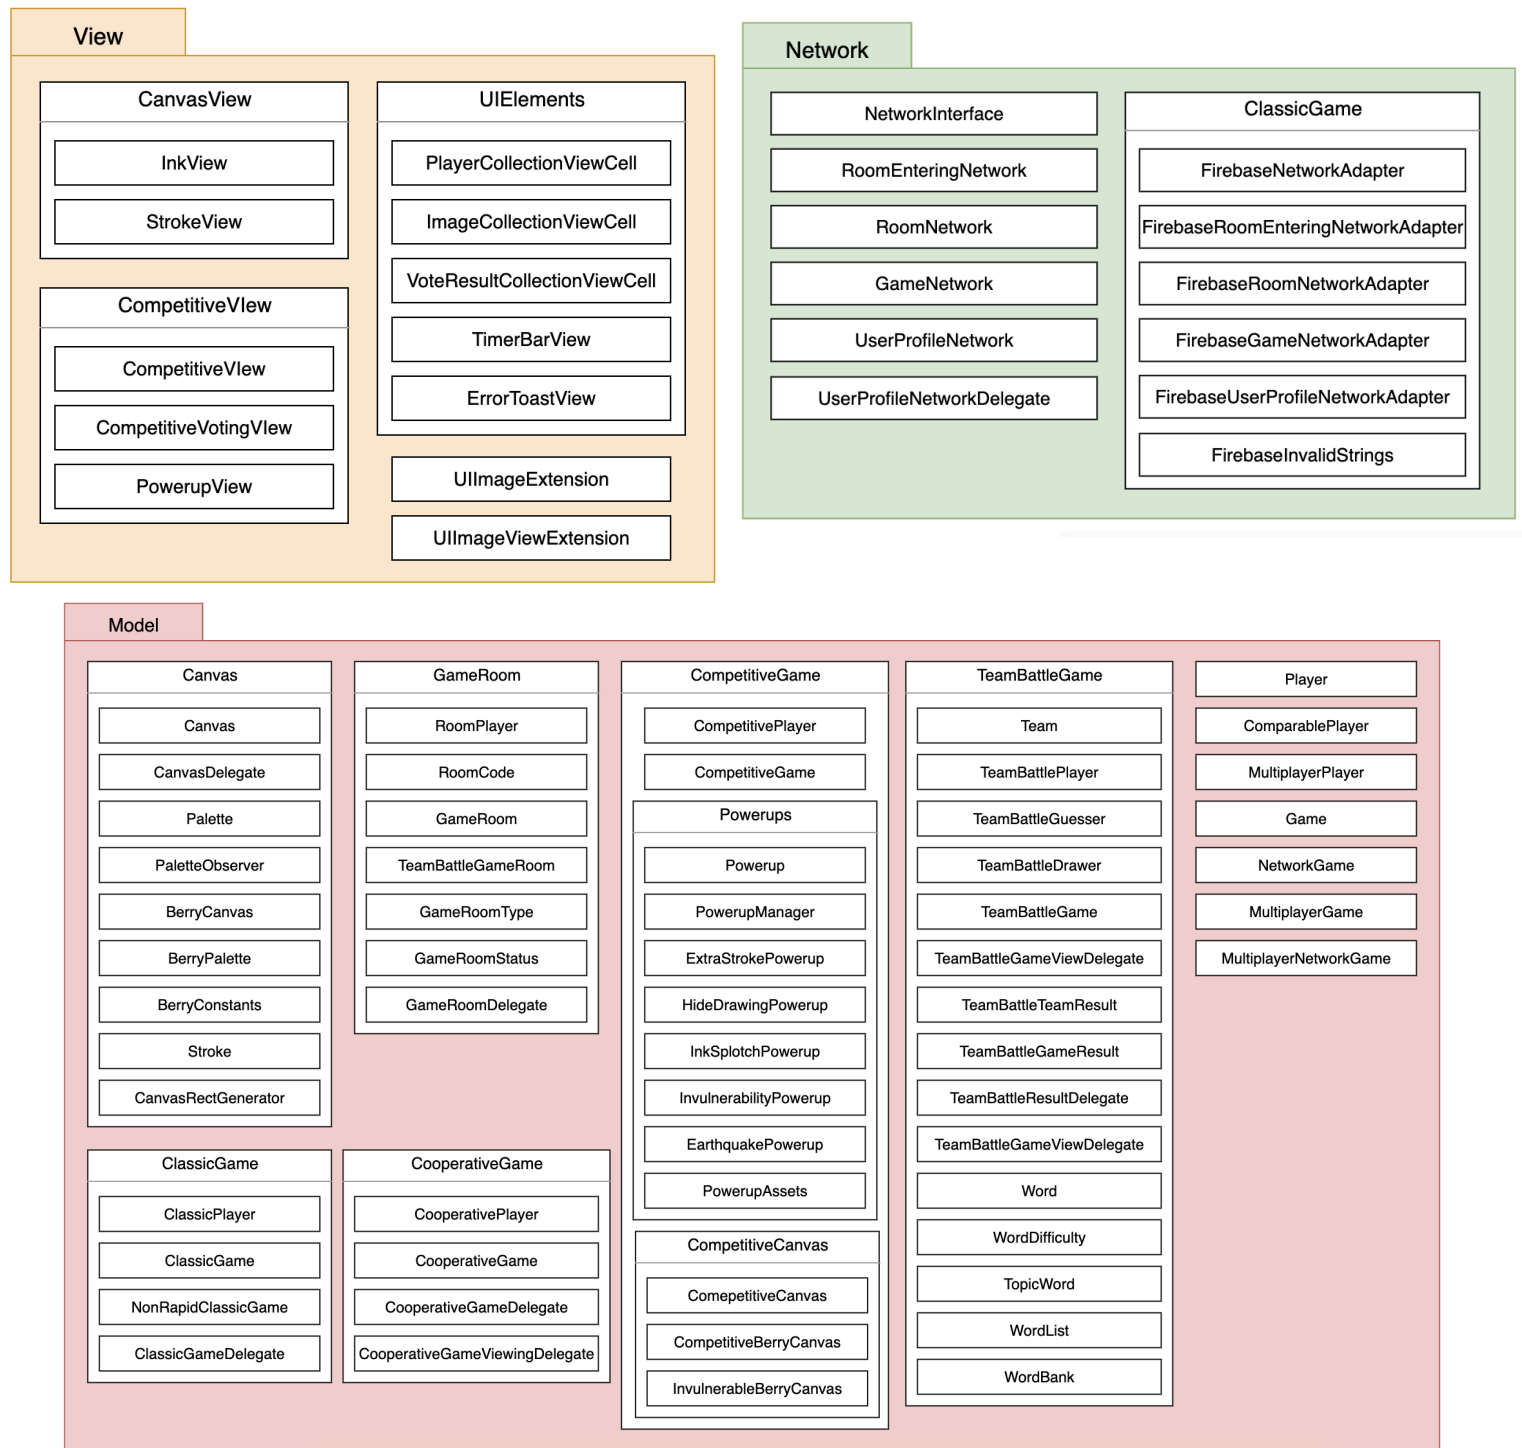 View
CanvasView
InkView
StrokeView
CompetitiveVIew
CompetitiveVIew
CompetitiveVotingVIew
PowerupView
UIElements
PlayerCollectionViewCell
ImageCollectionViewCell
VoteResultCollectionViewCell
TimerBarView
ErrorToastView
UIImageExtension
UIImageViewExtension
Network
NetworkInterface
RoomEnteringNetwork
RoomNetwork
GameNetwork
UserProfileNetwork
UserProfileNetworkDelegate
ClassicGame
FirebaseNetworkAdapter
FirebaseRoomEnteringNetworkAdapter
FirebaseRoomNetworkAdapter
FirebaseGameNetworkAdapter
FirebaseUserProfileNetworkAdapter
FirebaseInvalidStrings
Model
Canvas
Canvas
CanvasDelegate
Palette
PaletteObserver
BerryCanvas
BerryPalette
BerryConstants
Stroke
CanvasRectGenerator
ClassicGame
ClassicPlayer
ClassicGame
NonRapidClassicGame
ClassicGameDelegate
GameRoom
RoomPlayer
RoomCode
GameRoom
TeamBattleGameRoom
GameRoomType
GameRoomStatus
GameRoomDelegate
CooperativeGame
CooperativePlayer
CooperativeGame
CooperativeGameDelegate
CooperativeGameViewingDelegate
CompetitiveGame
CompetitivePlayer
CompetitiveGame
Powerups
Powerup
PowerupManager
ExtraStrokePowerup
HideDrawingPowerup
InkSplotchPowerup
InvulnerabilityPowerup
EarthquakePowerup
PowerupAssets
CompetitiveCanvas
ComepetitiveCanvas
CompetitiveBerryCanvas
InvulnerableBerryCanvas
TeamBattleGame
Team
TeamBattlePlayer
TeamBattleGuesser
TeamBattleDrawer
TeamBattleGame
TeamBattleGameViewDelegate
TeamBattleTeamResult
TeamBattleGameResult
TeamBattleResultDelegate
TeamBattleGameViewDelegate
Word
WordDifficulty
TopicWord
WordList
WordBank
Player
ComparablePlayer
MultiplayerPlayer
Game
NetworkGame
MultiplayerGame
MultiplayerNetworkGame